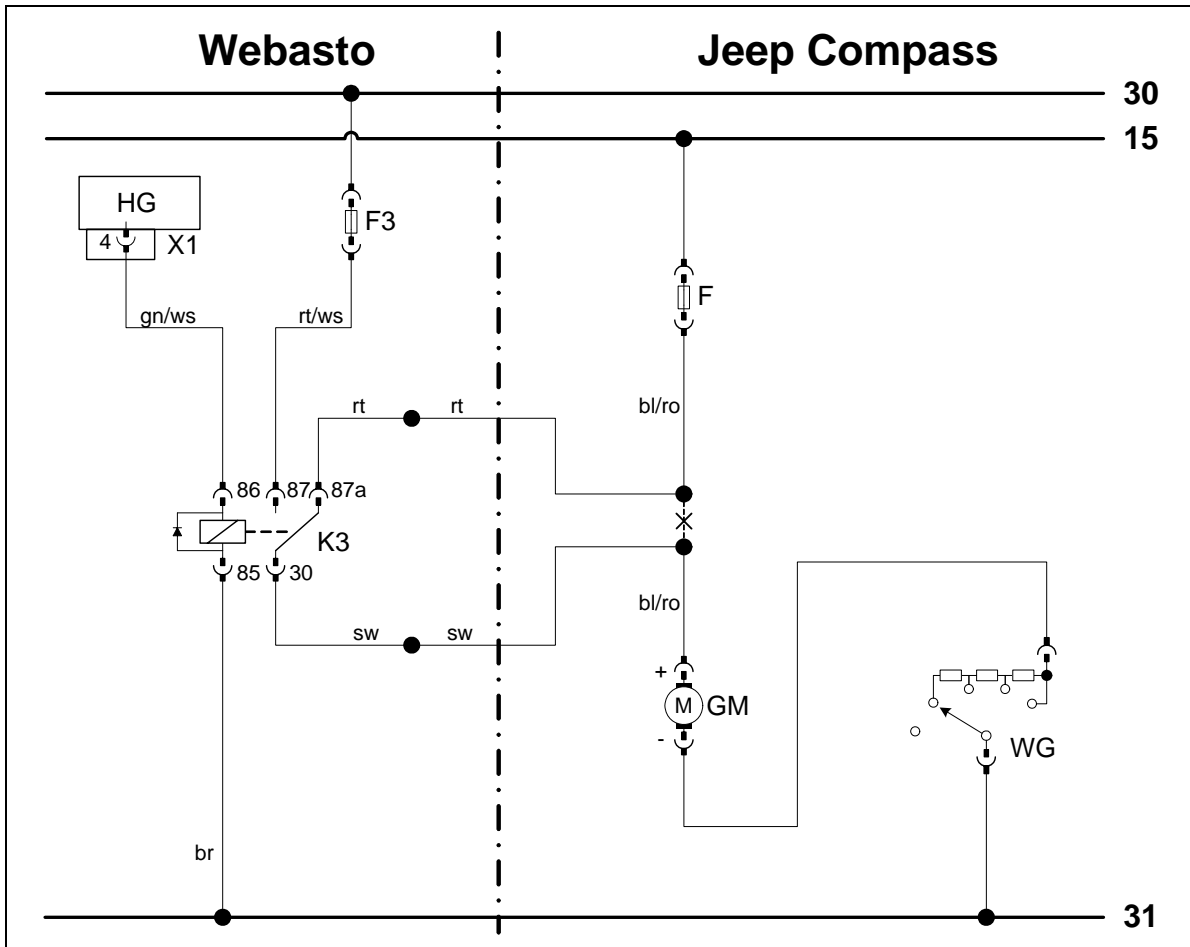 Webasto
Jeep Compass
30
15
HG
4
X1
F3
F
gn/ws
rt/ws
rt
rt
bl/ro
86
87
87a
K3
85
30
bl/ro
sw
sw
+
M
GM
-
WG
br
31